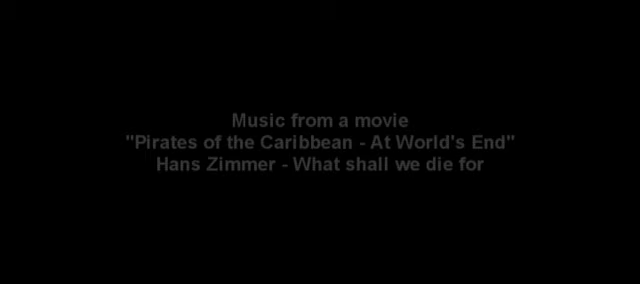 Music from a movie
"Pirates of the Caribbean - At World's End"
Hans Zimmer - What shall we die for